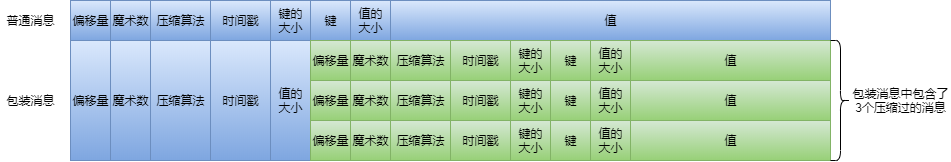 普通消息 偏移量 魔术数 压缩算法 时间戳 键的大小 键 值的大小 值
偏移量 魔术数 压缩算法 时间戳 键的大小 键 值的大小 值
包装消息 偏移量 魔术数 压缩算法 时间戳 值的大小 偏移量 魔术数 压缩算法 时间戳 键的大小 键 值的大小 值
包装消息中包含了
3个压缩过的消息
偏移量 魔术数 压缩算法 时间戳 键的大小 键 值的大小 值